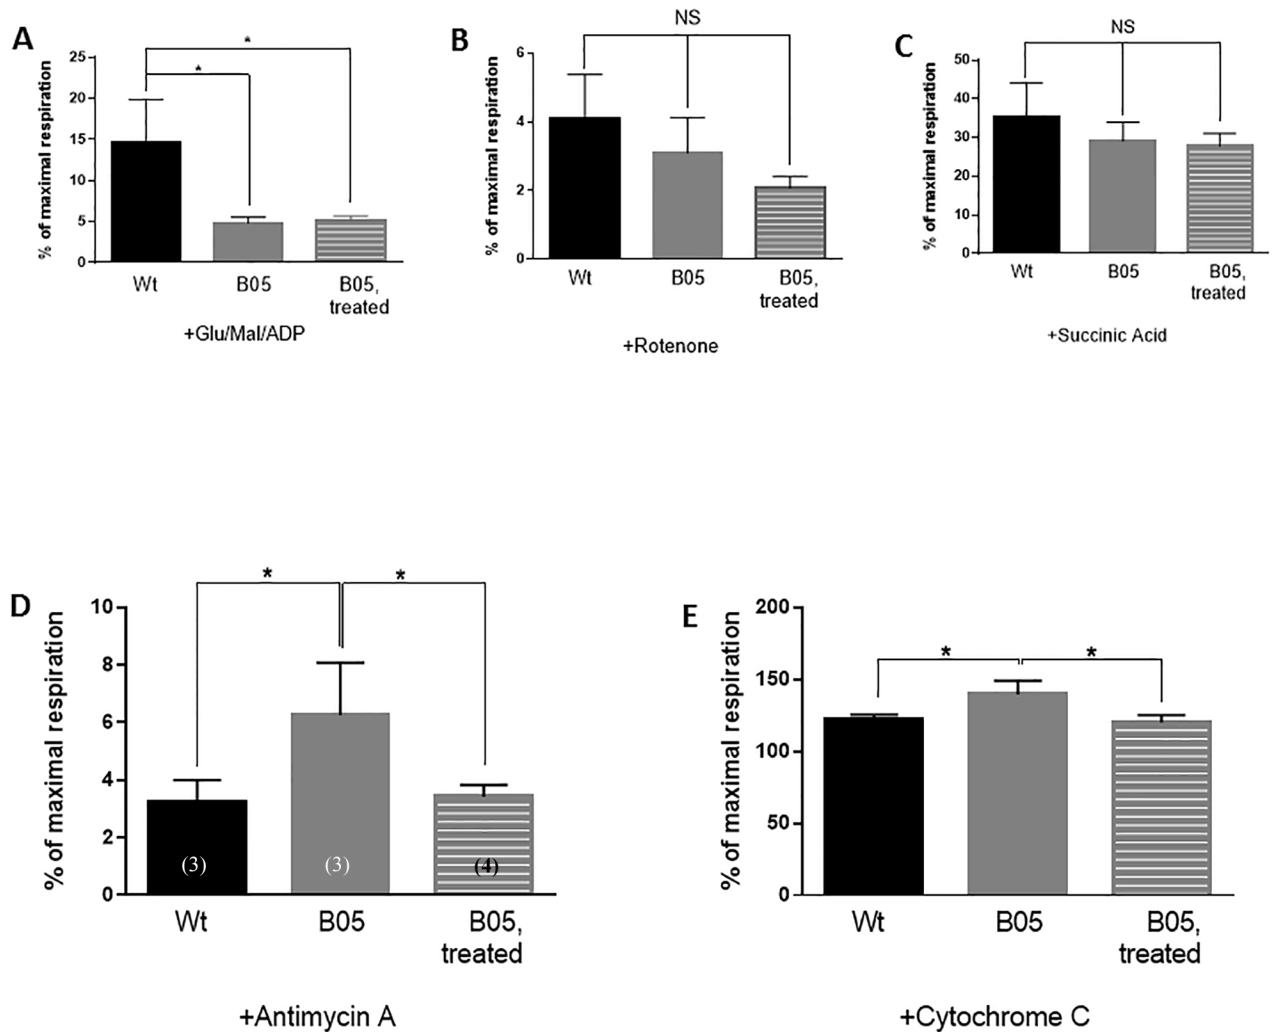 A
% of maximal respiration
25
20
15
10
5
0
*
*
Wt
B05
B05,
treated
+Glu/Mal/ADP
B
% of maximal respiration
6
4
2
0
NS
Wt
B05
B05,
treated
+Rotenone
C
% of maximal respiration
50
40
30
20
10
0
NS
Wt
B05
B05,
treated
+Succinic Acid
D
% of maximal respiration
10
8
6
4
2
0
*
*
(3)
(3)
(4)
Wt
B05
B05,
treated
+Antimycin A
E
% of maximal respiration
200
150
100
50
0
*
*
Wt
B05
B05,
treated
+Cytochrome C